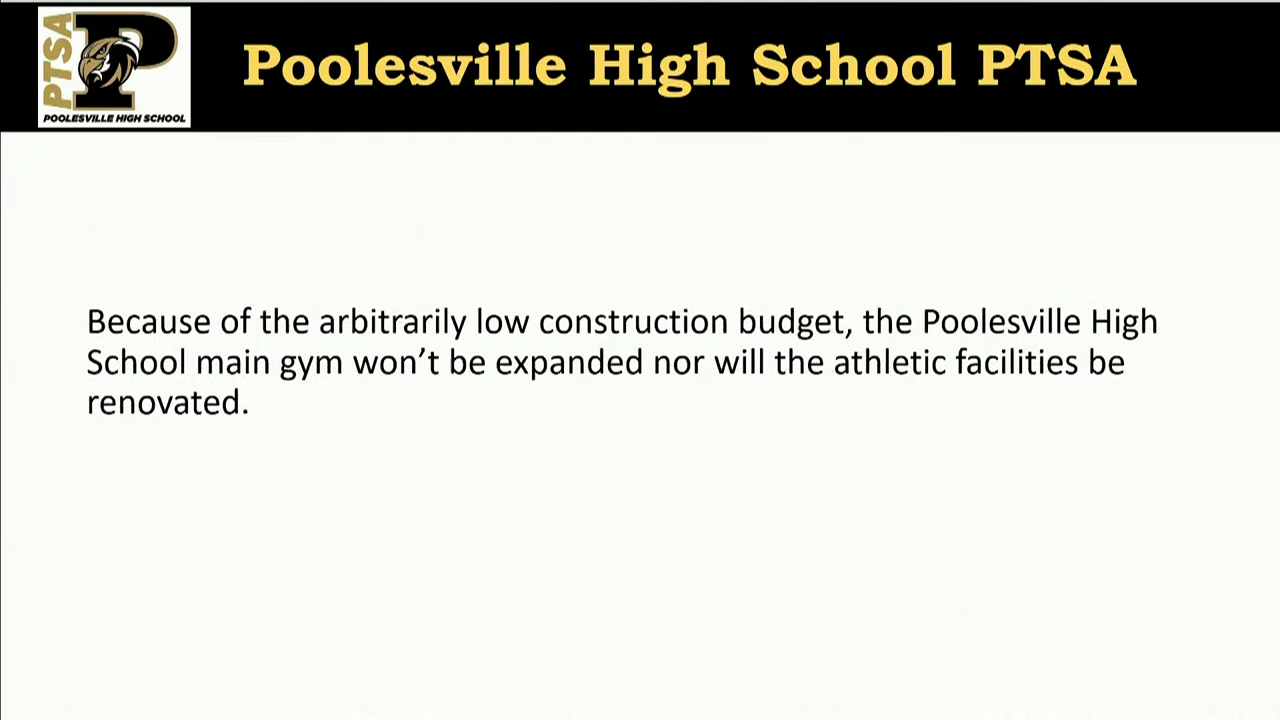 PTSA
POOLESVILLE HIGH SCHOOL
Poolesville High School PTSA
Because of the arbitrarily low construction budget, the Poolesville High
School main gym won’t be expanded nor will the athletic facilities be
renovated.